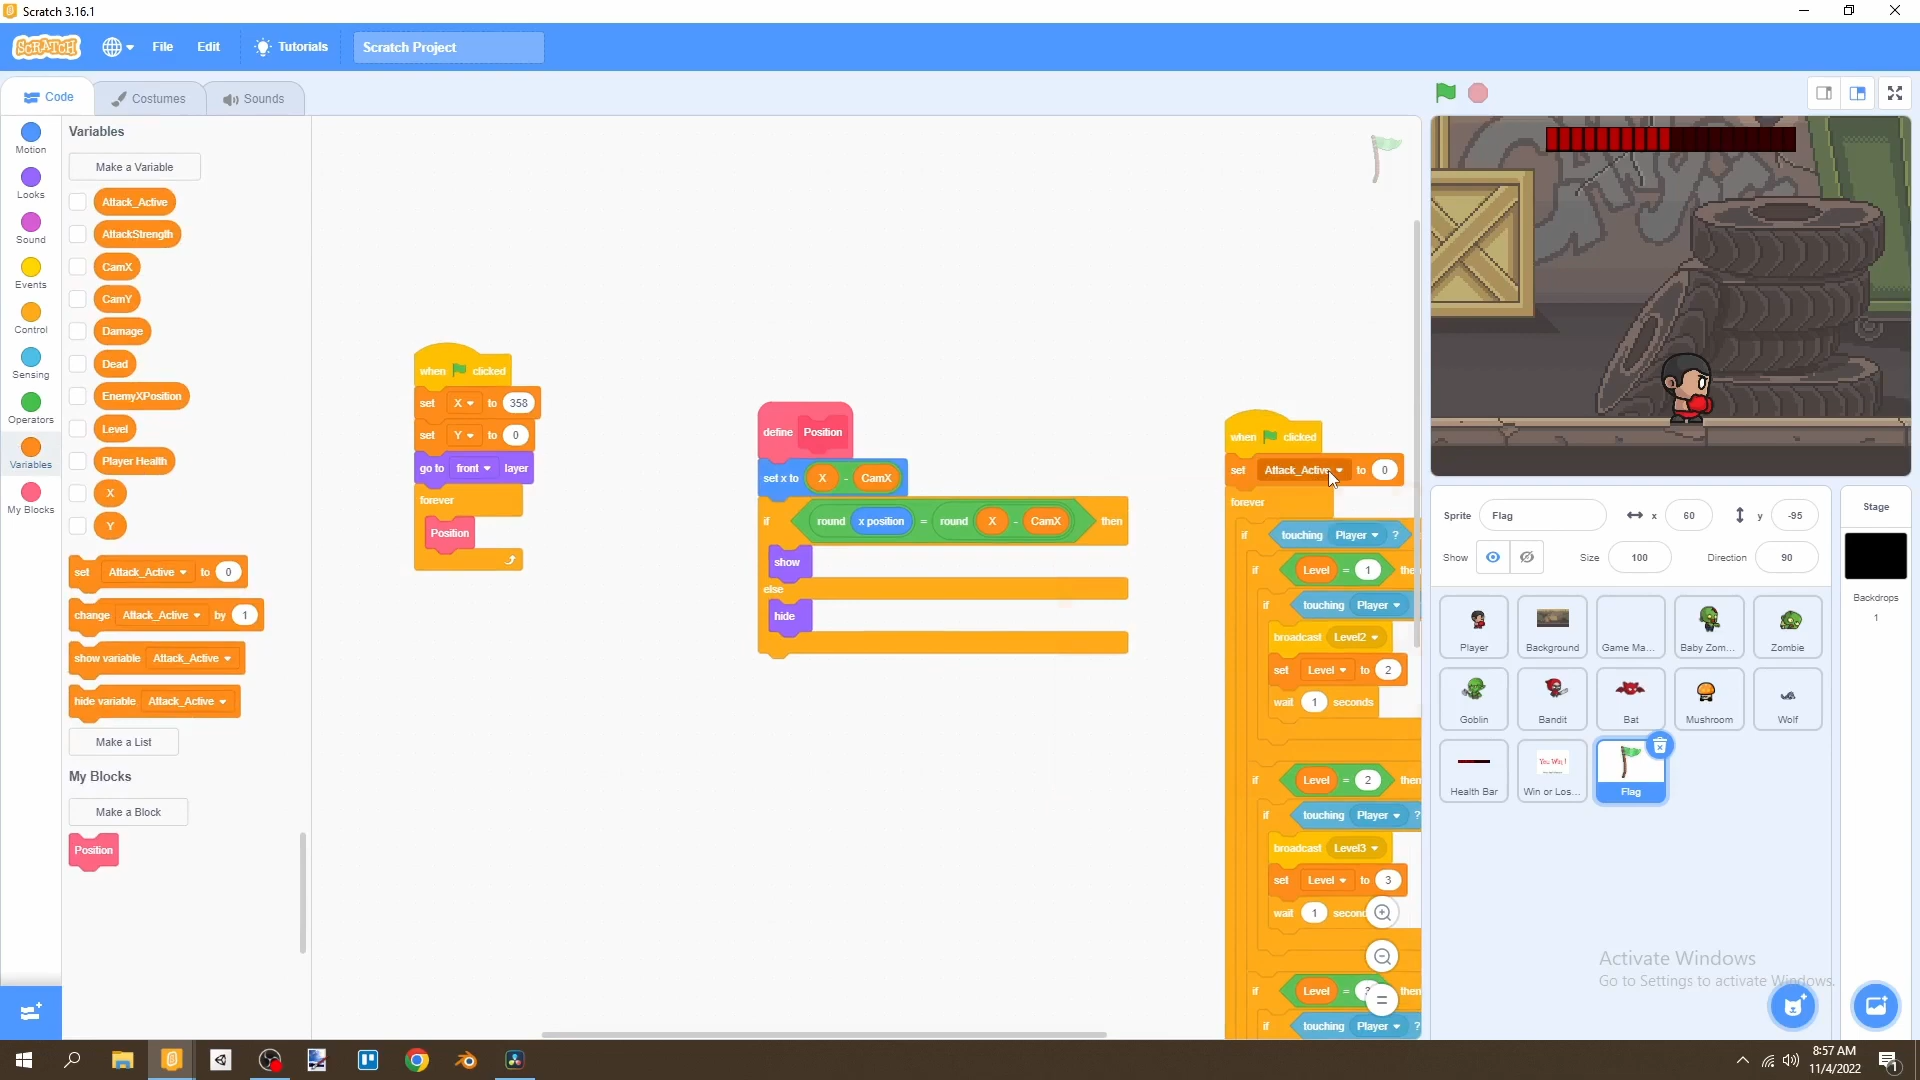 Scratch 3.16.1
SCRATCH
File
Edit
Tutorials
Scratch Project
Code
Costumes
Sounds
Motion
Looks
Sound
Events
Control
Sensing
Operators
Variables
My Blocks
Variables
Make a Variable
Attack_Active
AttackStrength
CamX
CamY
Damage
Dead
EnemyXPosition
Level
Player Health
X
Y
set Attack_Active to 0
change Attack_Active by 1
show variable Attack_Active
hide variable Attack_Active
Make a List
My Blocks
Make a Block
Position
when clicked
set X to 358
set Y to 0
go to front layer
forever
Position
define Position
set x to X - CamX
if round x position = round X - CamX then
show
else
hide
when clicked
set Attack_Active to 0
forever
if touching Player ?
if Level = 1 the
if touching Player
broadcast Level2
set Level to 2
wait 1 seconds
if Level = 2 then
if touching Player ?
broadcast Level3
set Level to 3
wait 1 second
if Level = then
if touching Player ?
Sprite Flag x 60 y -95
Show Size 100 Direction 90
Player
Background
Game Ma...
Baby Zom...
Zombie
Goblin
Bandit
Bat
Mushroom
Wolf
Health Bar
Win or Los...
Flag
Stage
Backdrops
1
Activate Windows
Go to Settings to activate Windows.
8:57 AM
11/4/2022
1